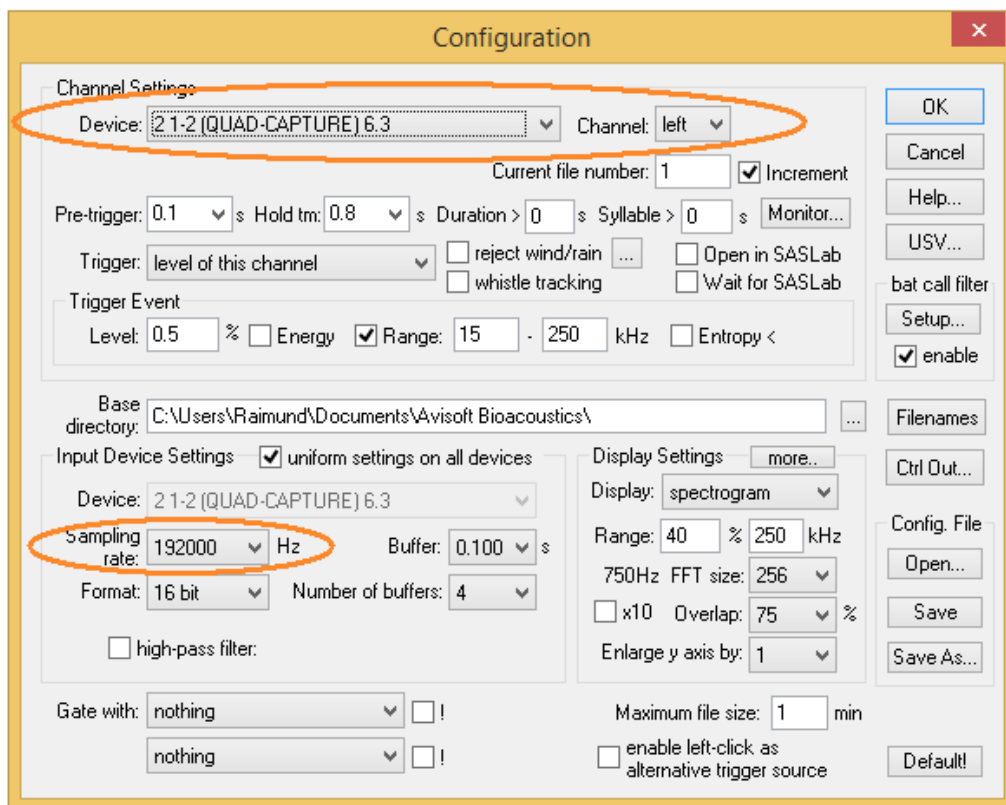 Configuration
Channel Settings
Device: 2 1-2 (QUAD-CAPTURE) 6.3 Channel: left
OK
Cancel
Current file number: 1 Increment
Help...
Pre-trigger: 0.1 s Hold tm: 0.8 s Duration > 0 s Syllable > 0 s Monitor...
USV...
Trigger: level of this channel reject wind/rain ... Open in SASLab
whistle tracking Wait for SASLab
bat call filter
Trigger Event
Setup...
Level: 0.5 % Energy Range: 15 - 250 kHz Entropy <
enable
Base directory: C:\Users\Raimund\Documents\Avisoft Bioacoustics\ ...
Filenames
Input Device Settings uniform settings on all devices
Display Settings more..
Ctrl Out...
Device: 2 1-2 (QUAD-CAPTURE) 6.3
Display: spectrogram
Sampling rate: 192000 Hz Buffer: 0.100 s
Range: 40 % 250 kHz
Config. File
Open...
Format: 16 bit Number of buffers: 4
750Hz FFT size: 256
x10 Overlap: 75 %
Save
high-pass filter:
Enlarge y axis by: 1
Save As...
Gate with: nothing !
Maximum file size: 1 min
nothing !
enable left-click as
alternative trigger source
Default!